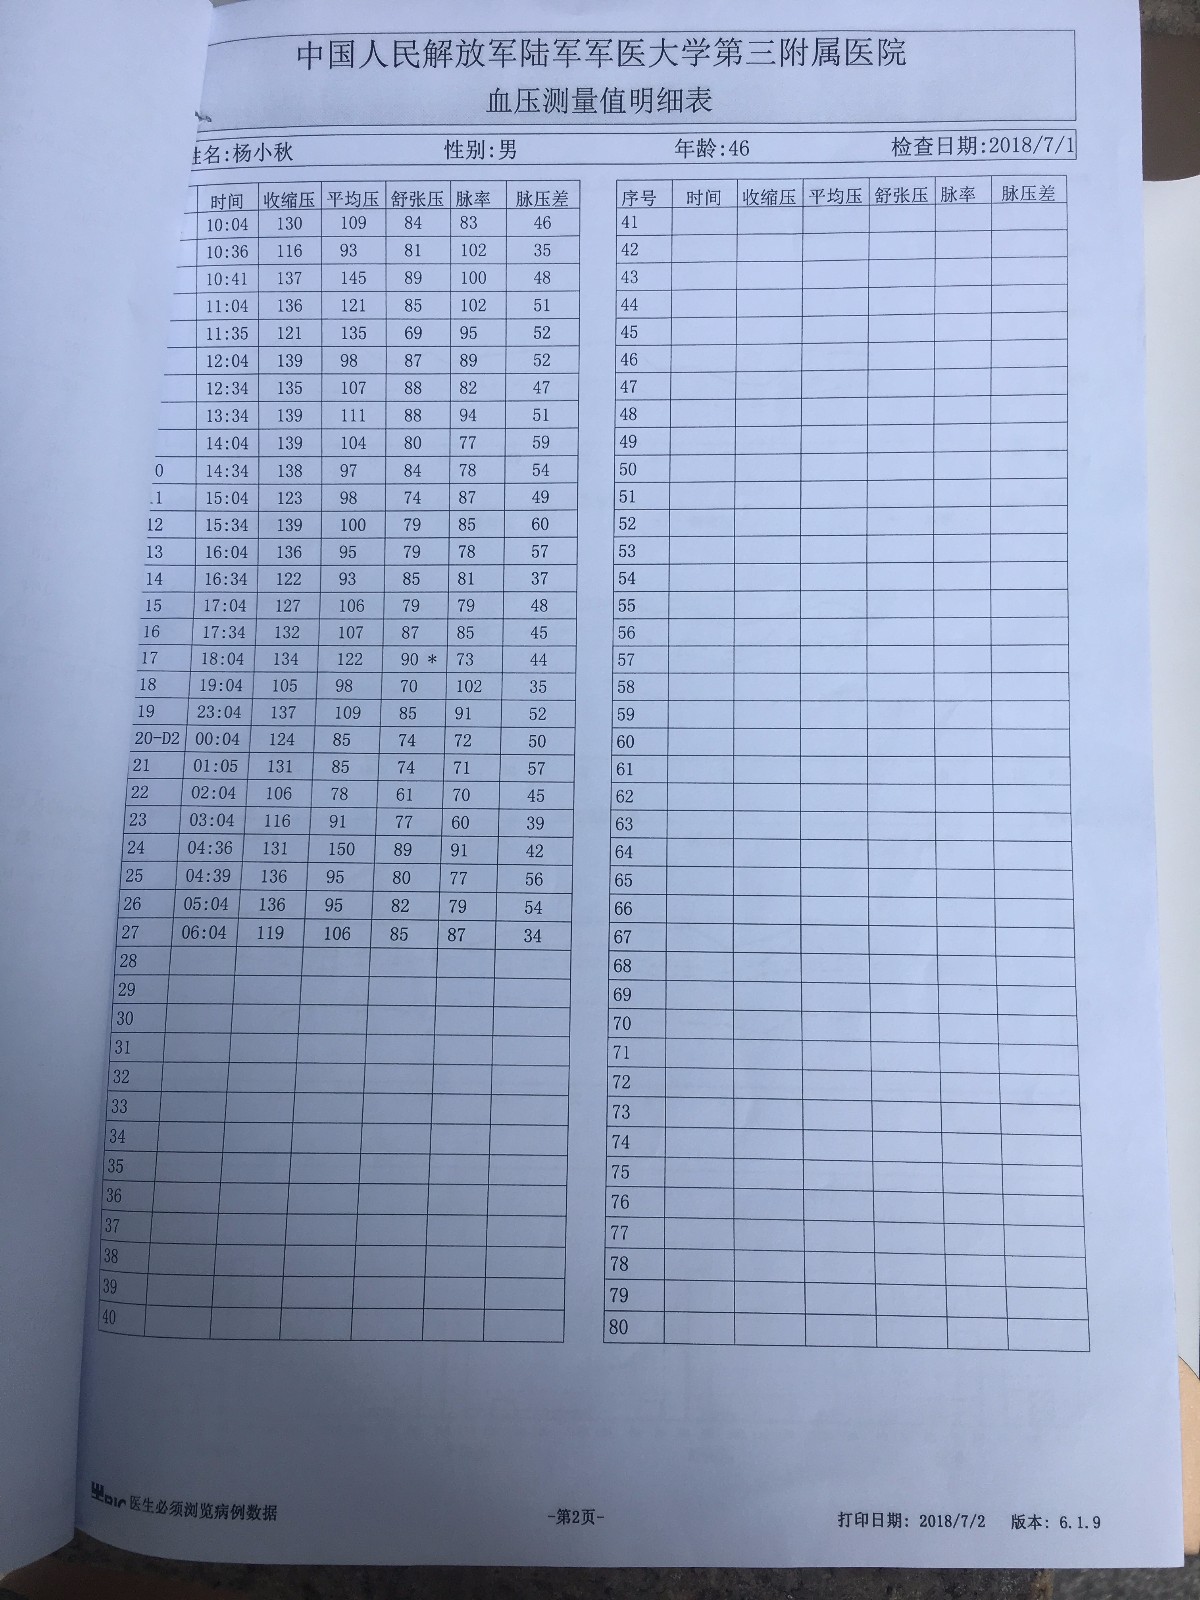 中国人民解放军陆军军医大学第三附属医院
血压测量值明细表
姓名:杨小秋 性别:男 年龄:46 检查日期:2018/7/1
时间 收缩压 平均压 舒张压 脉率 脉压差 序号 时间 收缩压 平均压 舒张压 脉率 脉压差
10:04 130 109 84 83 46 41
10:36 116 93 81 102 35 42
10:41 137 145 89 100 48 43
11:04 136 121 85 102 51 44
11:35 121 135 69 95 52 45
12:04 139 98 87 89 52 46
12:34 135 107 88 82 47 47
13:34 139 111 88 94 51 48
14:04 139 104 80 77 59 49
0 14:34 138 97 84 78 54 50
.1 15:04 123 98 74 87 49 51
12 15:34 139 100 79 85 60 52
13 16:04 136 95 79 78 57 53
14 16:34 122 93 85 81 37 54
15 17:04 127 106 79 79 48 55
16 17:34 132 107 87 85 45 56
17 18:04 134 122 90 * 73 44 57
18 19:04 105 98 70 102 35 58
19 23:04 137 109 85 91 52 59
20-D2 00:04 124 85 74 72 50 60
21 01:05 131 85 74 71 57 61
22 02:04 106 78 61 70 45 62
23 03:04 116 91 77 60 39 63
24 04:36 131 150 89 91 42 64
25 04:39 136 95 80 77 56 65
26 05:04 136 95 82 79 54 66
27 06:04 119 106 85 87 34 67
28 68
29 69
30 70
31 71
32 72
33 73
34 74
35 75
36 76
37 77
38 78
39 79
40 80
医生必须浏览病例数据 -第2页- 打印日期: 2018/7/2 版本: 6.1.9